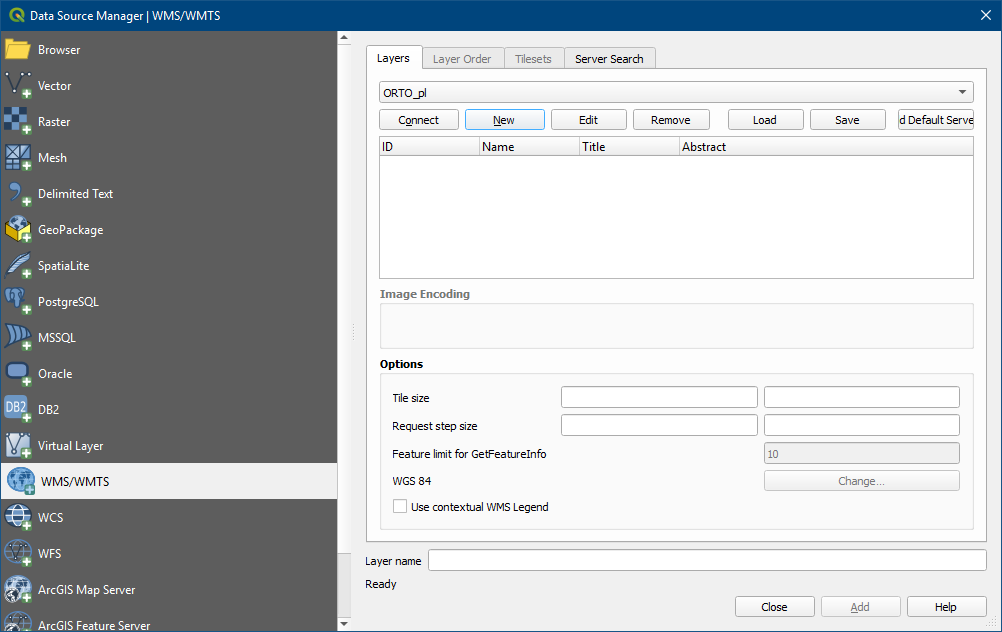 Data Source Manager | WMS/WMTS
Browser
Vector
Raster
Mesh
Delimited Text
GeoPackage
SpatiaLite
PostgreSQL
MSSQL
Oracle
DB2
DB2
Virtual Layer
WMS/WMTS
WCS
WFS
ArcGIS Map Server
ArcGIS Feature Server
Layers Layer Order Tilesets Server Search
ORTO_pl
Connect New Edit Remove Load Save d Default Serve
ID Name Title Abstract
Image Encoding
Options
Tile size
Request step size
Feature limit for GetFeatureInfo 10
WGS 84 Change...
Use contextual WMS Legend
Layer name
Ready
Close Add Help